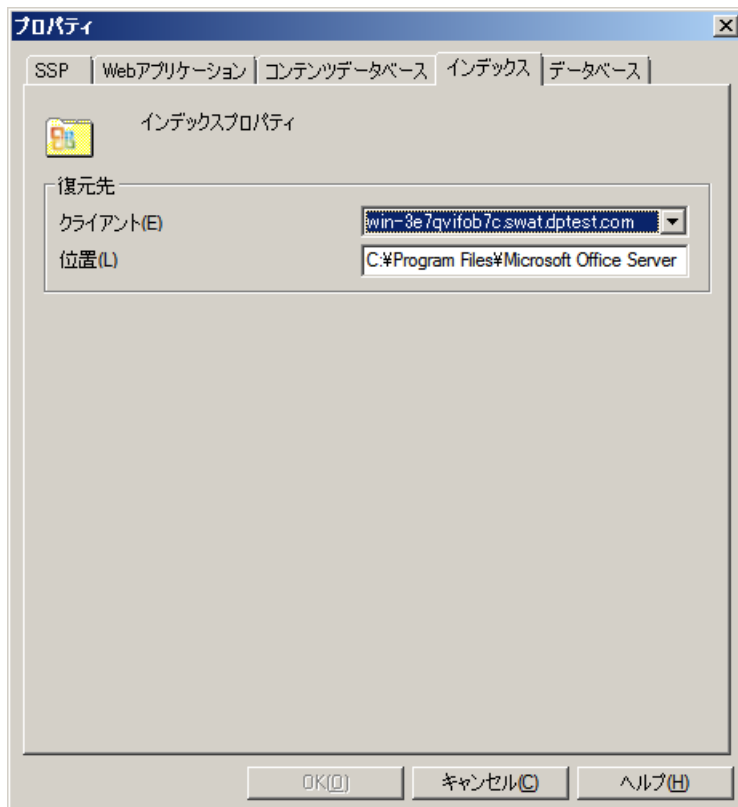 プロパティ
SSP Webアプリケーション コンテンツデータベース インデックス データベース
インデックスプロパティ
復元先
クライアント(E) win-3e7qvifob7c.swat.dptest.com
位置(L) C:¥Program Files¥Microsoft Office Server
OK(O) キャンセル(C) ヘルプ(H)